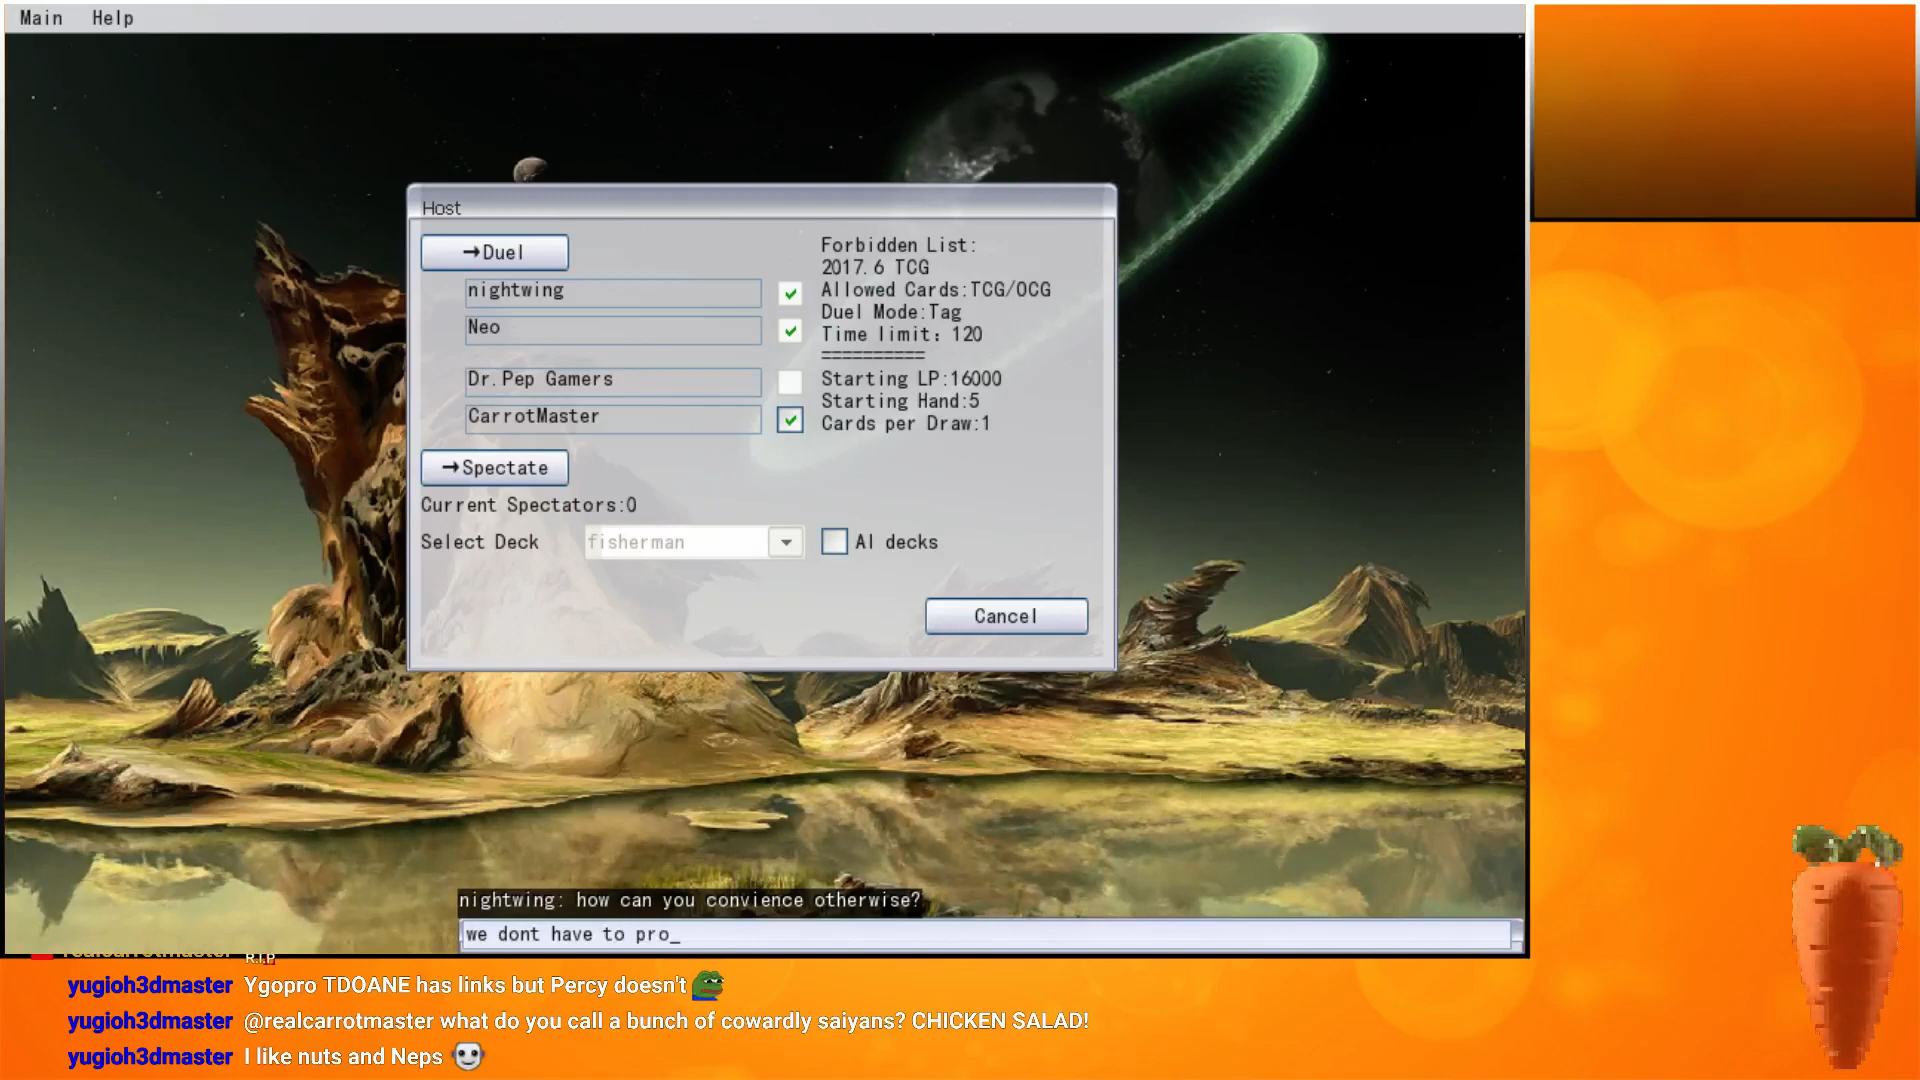 Main Help
Host
→Duel
nightwing
Neo
Dr.Pep Gamers
CarrotMaster
Forbidden List:
2017.6 TCG
Allowed Cards:TCG/OCG
Duel Mode:Tag
Time limit: 120
==========
Starting LP:16000
Starting Hand:5
Cards per Draw:1
→Spectate
Current Spectators:0
Select Deck fisherman AI decks
Cancel
nightwing: how can you convience otherwise?
we dont have to pro_
realcarrotmaster R.I.P
yugioh3dmaster Ygopro TDOANE has links but Percy doesn't
yugioh3dmaster @realcarrotmaster what do you call a bunch of cowardly saiyans? CHICKEN SALAD!
yugioh3dmaster I like nuts and Neps